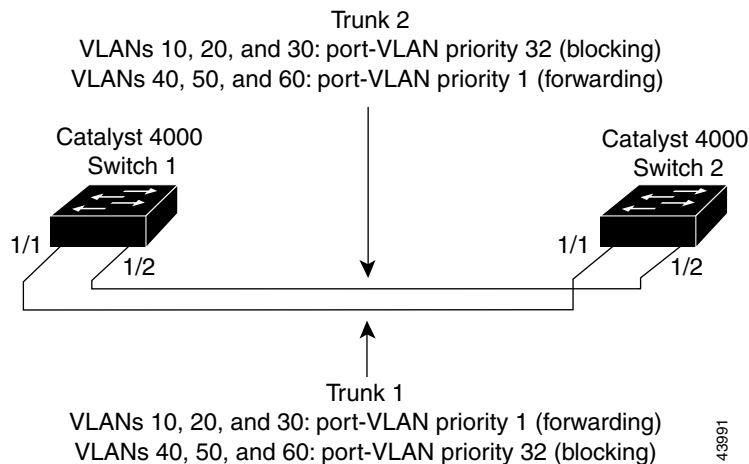 Trunk 2
VLANs 10, 20, and 30: port-VLAN priority 32 (blocking)
VLANs 40, 50, and 60: port-VLAN priority 1 (forwarding)
Catalyst 4000
Switch 1
Catalyst 4000
Switch 2
1/1
1/2
1/1
1/2
Trunk 1
VLANs 10, 20, and 30: port-VLAN priority 1 (forwarding)
VLANs 40, 50, and 60: port-VLAN priority 32 (blocking)
43991